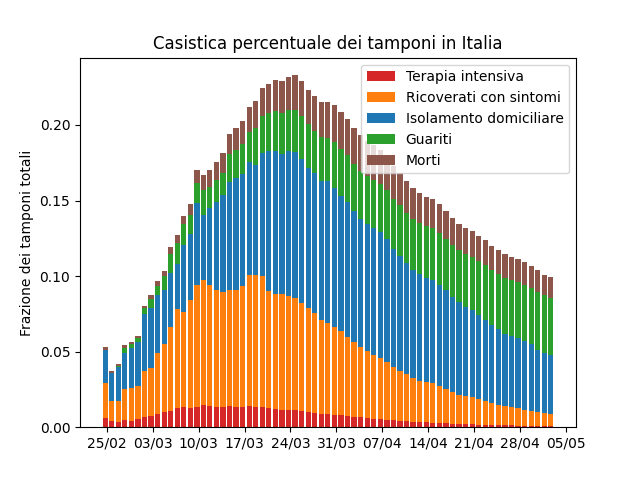 Casistica percentuale dei tamponi in Italia
Frazione dei tamponi totali
0.20
0.15
0.10
0.05
0.00
Terapia intensiva
Ricoverati con sintomi
Isolamento domiciliare
Guariti
Morti
25/02 03/03 10/03 17/03 24/03 31/03 07/04 14/04 21/04 28/04 05/05